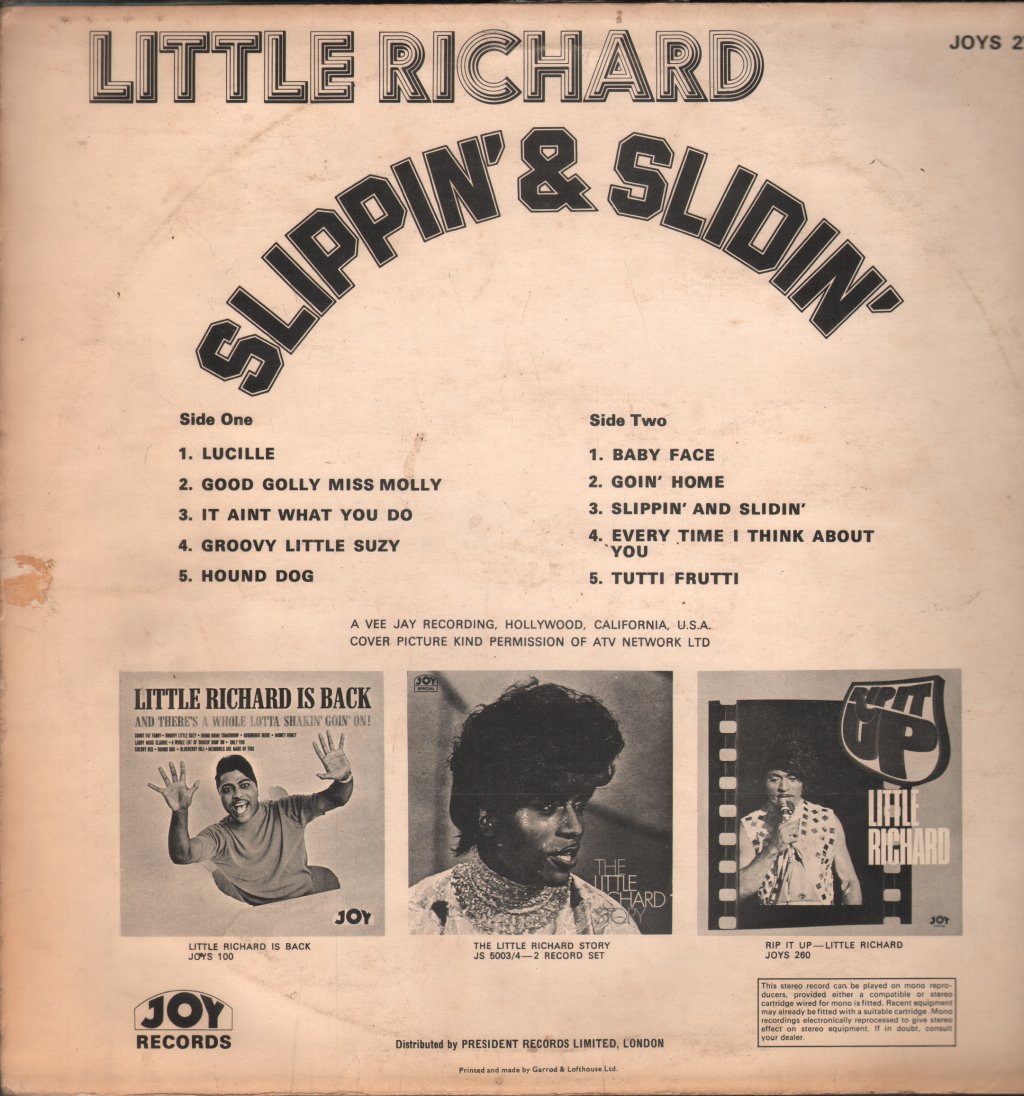 LITTLE RICHARD
JOYS 2
SLIPPIN' & SLIDIN'
Side One
1. LUCILLE
2. GOOD GOLLY MISS MOLLY
3. IT AINT WHAT YOU DO
4. GROOVY LITTLE SUZY
5. HOUND DOG
Side Two
1. BABY FACE
2. GOIN' HOME
3. SLIPPIN' AND SLIDIN'
4. EVERY TIME I THINK ABOUT
YOU
5. TUTTI FRUTTI
A VEE JAY RECORDING, HOLLYWOOD, CALIFORNIA, U.S.A.
COVER PICTURE KIND PERMISSION OF ATV NETWORK LTD
LITTLE RICHARD IS BACK
AND THERE'S A WHOLE LOTTA SHAKIN' GOIN' ON!
JOY
LITTLE RICHARD IS BACK
JOYS 100
JOY
SPECIAL
THE
LITTLE
RICHARD
STORY
THE LITTLE RICHARD STORY
JS 5003/4—2 RECORD SET
RIP IT
UP
LITTLE
RICHARD
JOY
RIP IT UP—LITTLE RICHARD
JOYS 260
JOY
RECORDS
Distributed by PRESIDENT RECORDS LIMITED, LONDON
Printed and made by Garrod & Lofthouse Ltd.
This stereo record can be played on mono repro-
ducers, provided either a compatible or stereo
cartridge wired for mono is fitted. Recent equipment
may already be fitted with a suitable cartridge. Mono
recordings electronically reprocessed to give stereo
effect on stereo equipment. If in doubt, consult
your dealer.